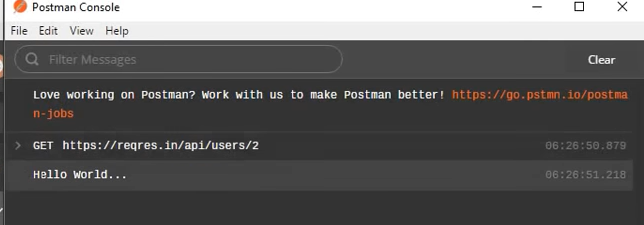 Postman Console
File Edit View Help
Filter Messages Clear
Love working on Postman? Work with us to make Postman better! https://go.pstmn.io/postma
n-jobs
GET https://reqres.in/api/users/2 06:26:50.879
Hello World... 06:26:51.218